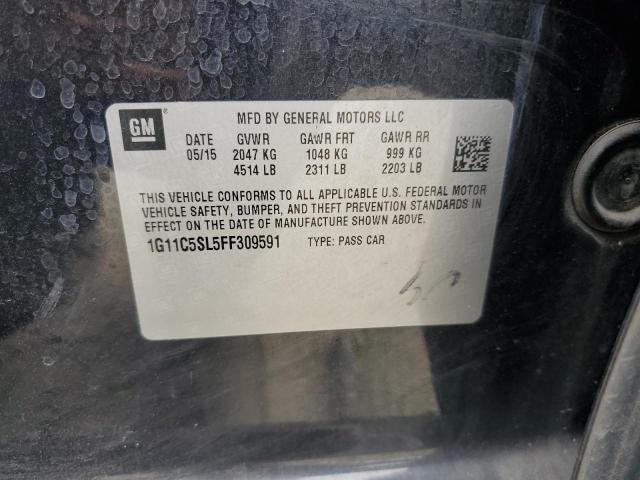 GM ®
MFD BY GENERAL MOTORS LLC
DATE GVWR GAWR FRT GAWR RR
05/15 2047 KG 1048 KG 999 KG
4514 LB 2311 LB 2203 LB
THIS VEHICLE CONFORMS TO ALL APPLICABLE U.S. FEDERAL MOTOR
VEHICLE SAFETY, BUMPER, AND THEFT PREVENTION STANDARDS IN
EFFECT ON THE DATE OF MANUFACTURE SHOWN ABOVE.
1G11C5SL5FF309591 TYPE: PASS CAR